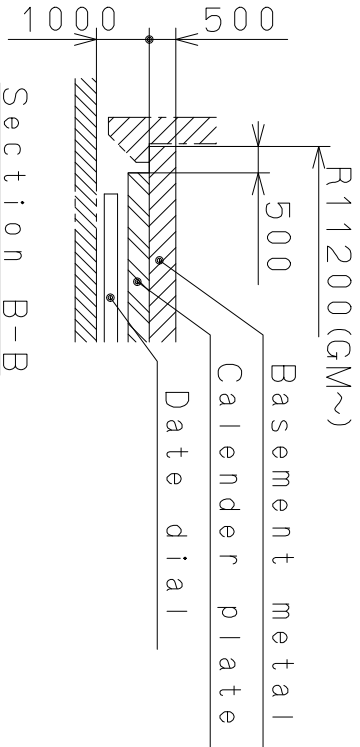 1000
500
R11200(GM~)
500
Basement metal
Calender plate
Date dial
Section B-B